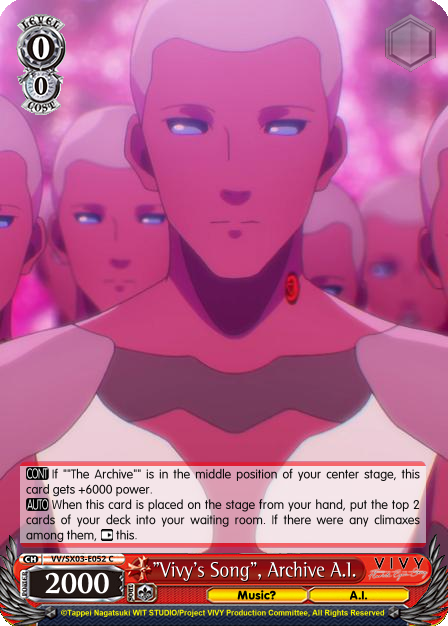 LEVEL
0
0
COST
CONT If ""The Archive"" is in the middle position of your center stage, this
card gets +6000 power.
AUTO When this card is placed on the stage from your hand, put the top 2
cards of your deck into your waiting room. If there were any climaxes
among them, this.
CH VV/SX03-E052 C
POWER 2000 SOUL "Vivy's Song", Archive A.I. VIVY
Music? A.I.
©Tappei Nagatsuki WIT STUDIO/Project VIVY Production Committee, All Rights Reserved